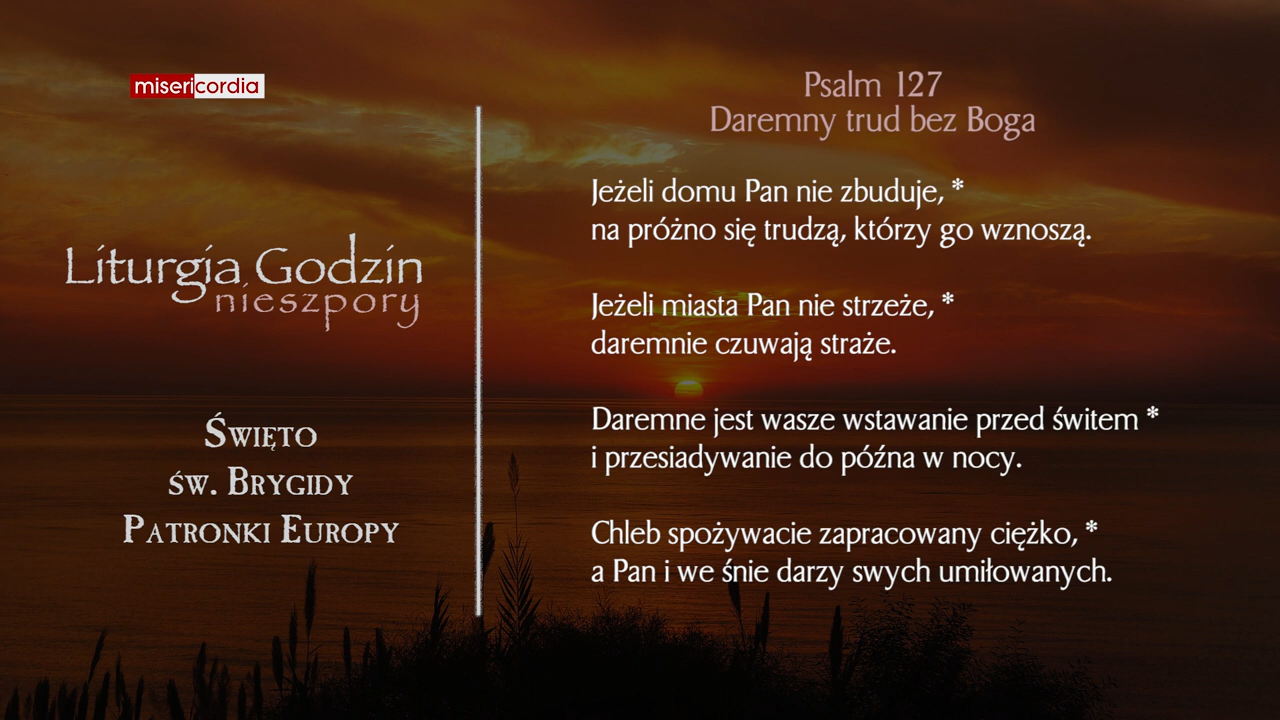 misericordia
Liturgia Godzin
nieszpory
Święto
św. Brygidy
Patronki Europy
Psalm 127
Daremny trud bez Boga
Jeżeli domu Pan nie zbuduje, *
na próżno się trudzą, którzy go wznoszą.
Jeżeli miasta Pan nie strzeże, *
daremnie czuwają straże.
Daremne jest wasze wstawanie przed świtem *
i przesiadywanie do późna w nocy.
Chleb spożywacie zapracowany ciężko, *
a Pan i we śnie darzy swych umiłowanych.